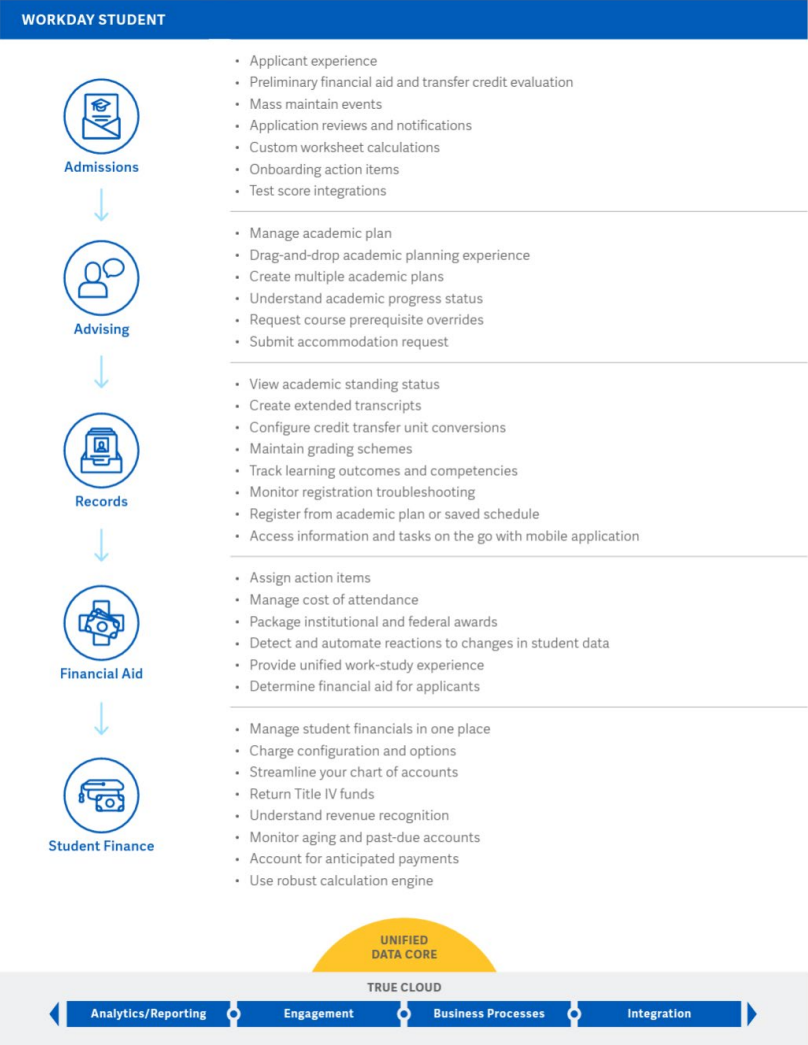 WORKDAY STUDENT
Admissions
• Applicant experience
• Preliminary financial aid and transfer credit evaluation
• Mass maintain events
• Application reviews and notifications
• Custom worksheet calculations
• Onboarding action items
• Test score integrations
Advising
• Manage academic plan
• Drag-and-drop academic planning experience
• Create multiple academic plans
• Understand academic progress status
• Request course prerequisite overrides
• Submit accommodation request
Records
• View academic standing status
• Create extended transcripts
• Configure credit transfer unit conversions
• Maintain grading schemes
• Track learning outcomes and competencies
• Monitor registration troubleshooting
• Register from academic plan or saved schedule
• Access information and tasks on the go with mobile application
Financial Aid
• Assign action items
• Manage cost of attendance
• Package institutional and federal awards
• Detect and automate reactions to changes in student data
• Provide unified work-study experience
• Determine financial aid for applicants
Student Finance
• Manage student financials in one place
• Charge configuration and options
• Streamline your chart of accounts
• Return Title IV funds
• Understand revenue recognition
• Monitor aging and past-due accounts
• Account for anticipated payments
• Use robust calculation engine
UNIFIED
DATA CORE
TRUE CLOUD
Analytics/Reporting
Engagement
Business Processes
Integration